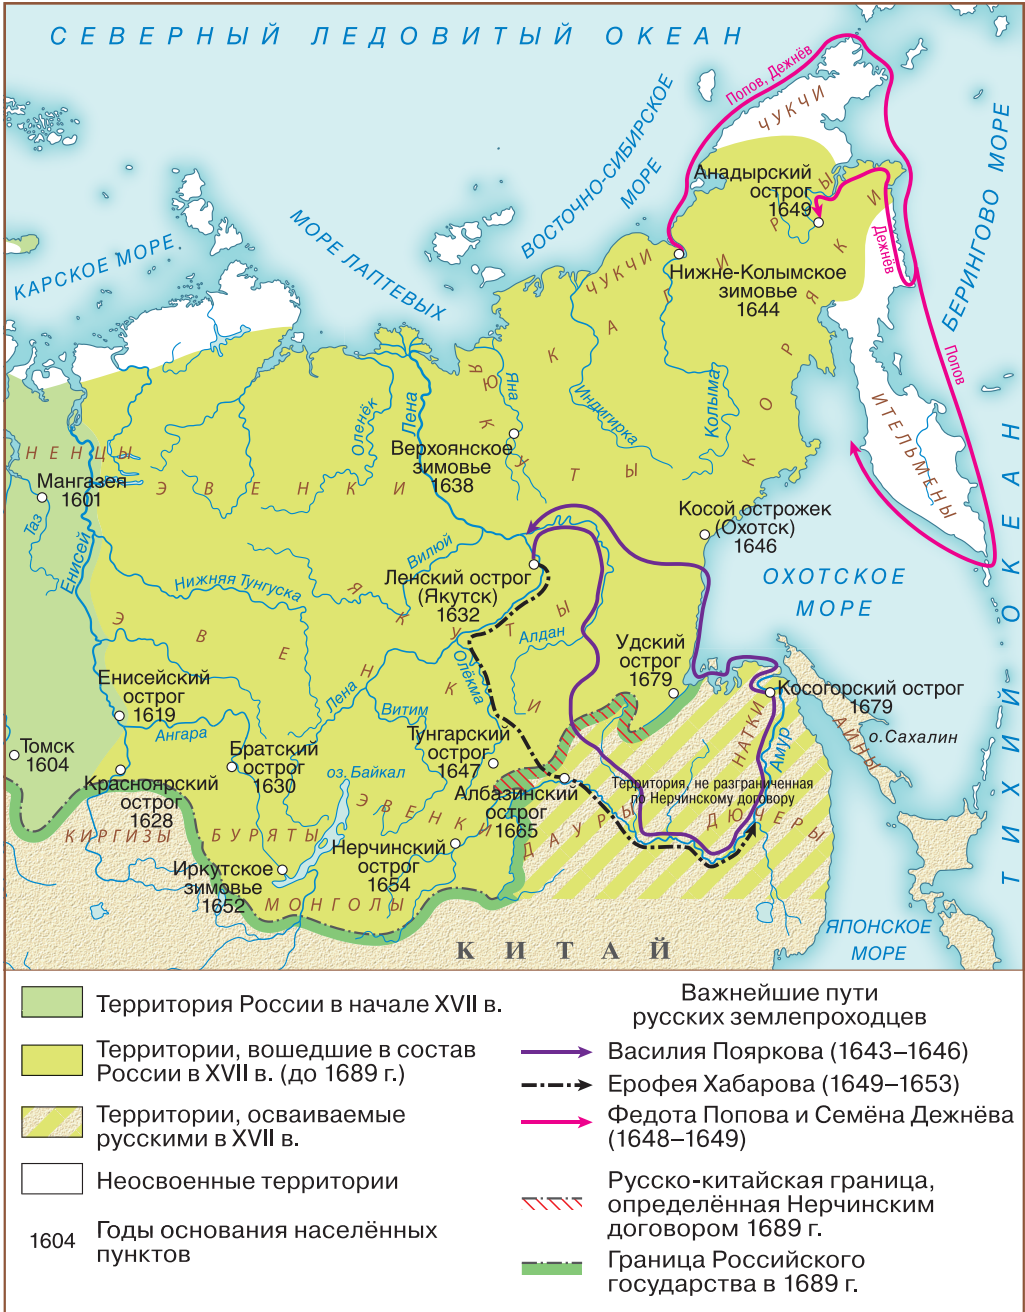 СЕВЕРНЫЙ ЛЕДОВИТЫЙ ОКЕАН
Попов, Дежнёв
ЧУКЧИ
ВОСТОЧНО-СИБИРСКОЕ
МОРЕ
БЕРИНГОВО МОРЕ
Анадырский
острог
1649
КОРЯКИ
Дежнёв
КАРСКОЕ МОРЕ
МОРЕ ЛАПТЕВЫХ
ЧУКЧИ
Нижне-Колымское
зимовье
1644
ЮКАГИРЫ
Попов
ТИХИЙ ОКЕАН
ИТЕЛЬМЕНЫ
Оленёк
Лена
Яна
Индигирка
Колыма
НЕНЦЫ
Мангазея
1601
Таз
Енисей
ЭВЕНКИ
Верхоянское
зимовье
1638
ЯКУТЫ
Косой острожек
(Охотск)
1646
Вилюй
Нижняя Тунгуска
Ленский острог
(Якутск)
1632
ЯКУТЫ
ОХОТСКОЕ
МОРЕ
ЭВЕНКИ
Алдан
Олёкма
Удский
острог
1679
Енисейский
острог
1619
Ангара
Лена
Витим
Косогорский острог
1679
НАТКИ
Амур
АЙНЫ
о.Сахалин
Томск
1604
Братский
острог
1630
оз. Байкал
Тунгирский
острог
1647
Красноярский
острог
1628
ЭВЕНКИ
Албазинский
острог
1665
Территория, не разграниченная
по Нерчинскому договору
ДАУРЫ
ДЮЧЕРЫ
КИРГИЗЫ
БУРЯТЫ
Нерчинский
острог
1654
Иркутское
зимовье
1652
МОНГОЛЫ
КИТАЙ
ЯПОНСКОЕ
МОРЕ
Территория России в начале XVII в.
Территории, вошедшие в состав
России в XVII в. (до 1689 г.)
Территории, осваиваемые
русскими в XVII в.
Неосвоенные территории
1604
Годы основания населённых
пунктов
Важнейшие пути
русских землепроходцев
Василия Пояркова (1643–1646)
Ерофея Хабарова (1649–1653)
Федота Попова и Семёна Дежнёва
(1648–1649)
Русско-китайская граница,
определённая Нерчинским
договором 1689 г.
Граница Российского
государства в 1689 г.